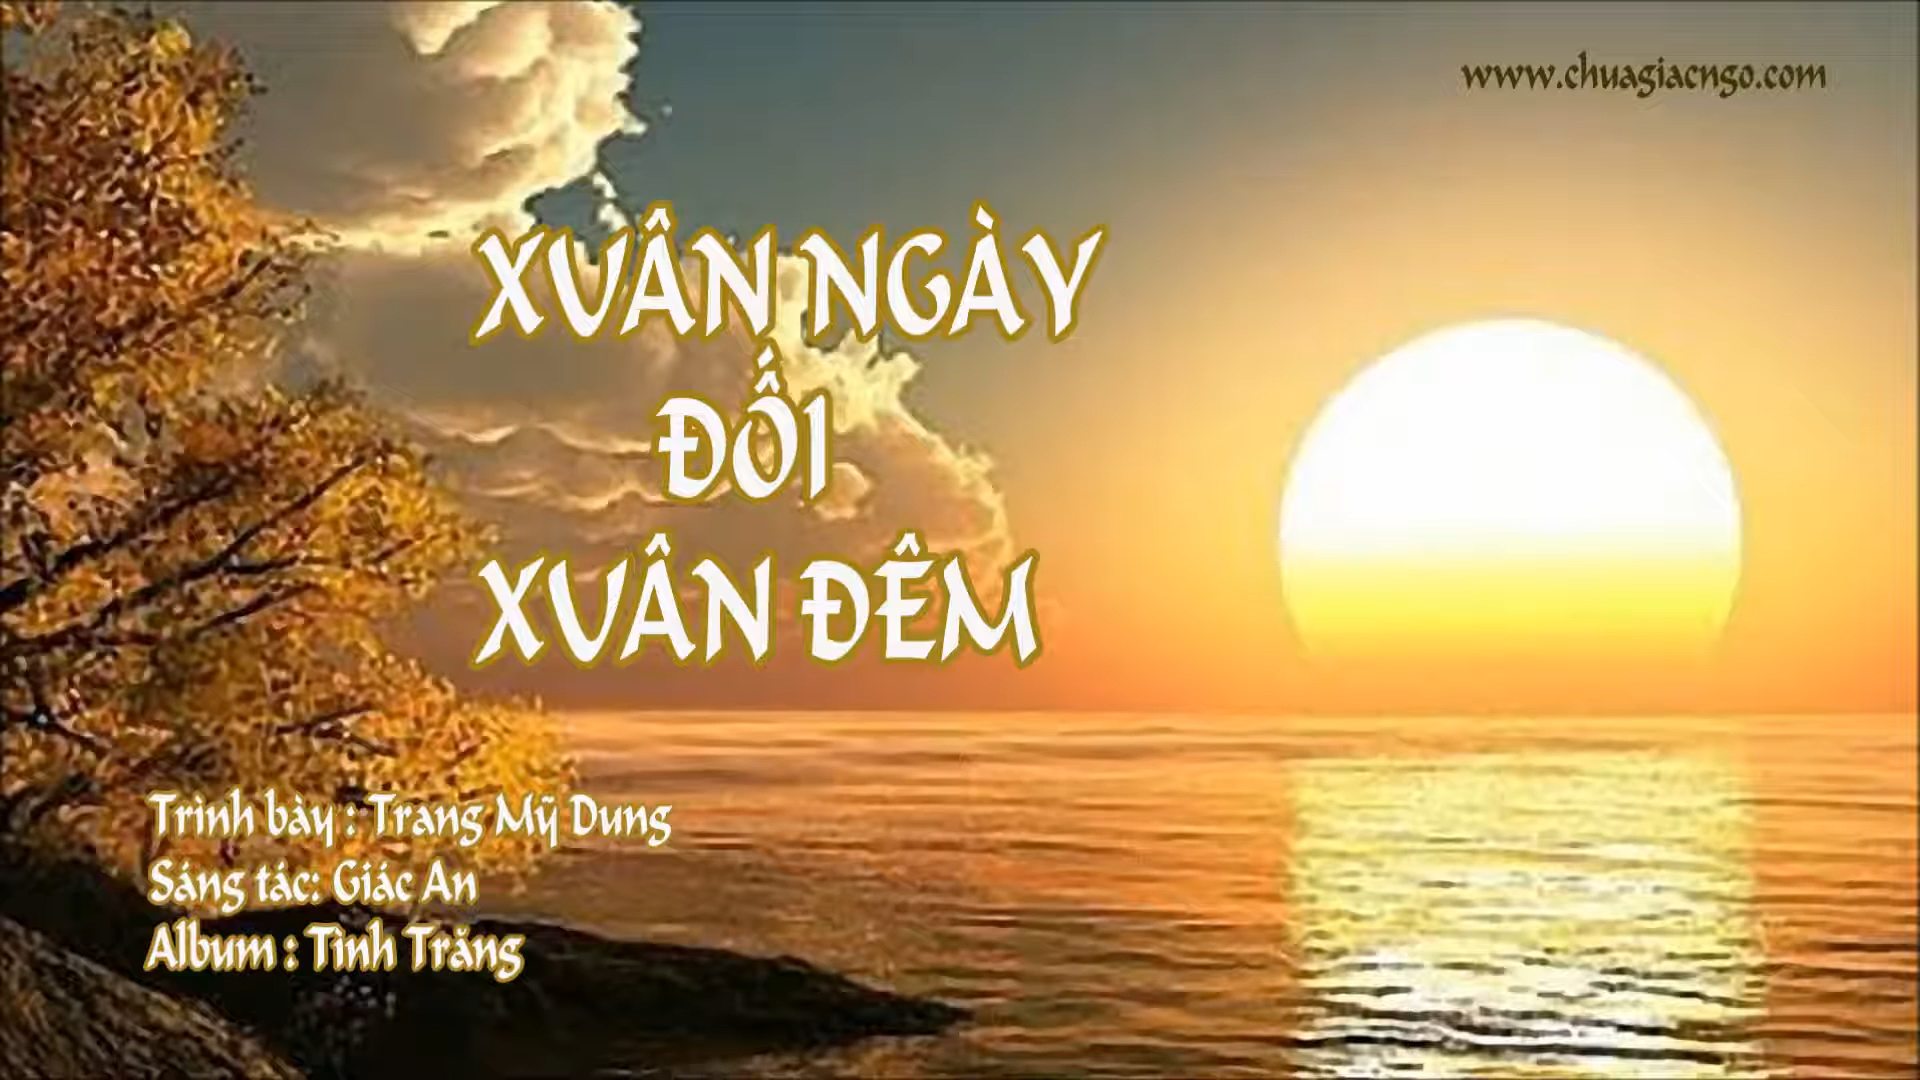 www.chuagiacngo.com
XUÂN NGÀY
ĐỐI
XUÂN ĐÊM
Trình bày : Trang Mỹ Dung
Sáng tác: Giác An
Album : Tình Trăng